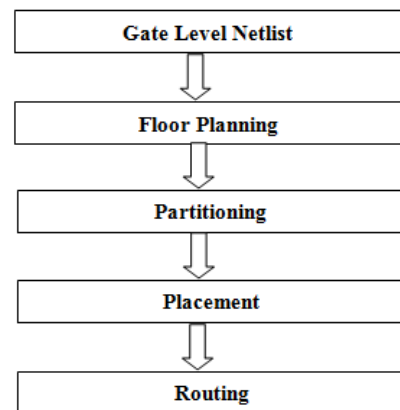 Gate Level Netlist
Floor Planning
Partitioning
Placement
Routing